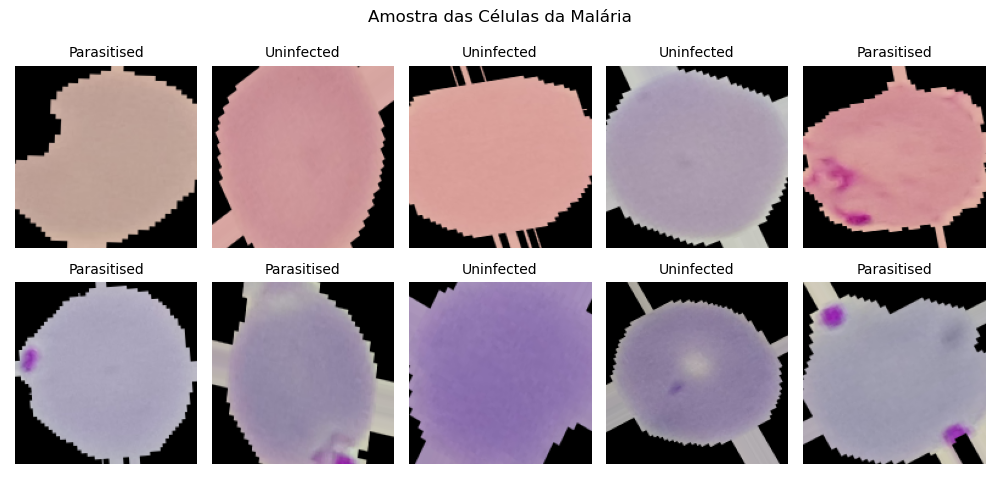 Amostra das Células da Malária
Parasitised
Uninfected
Uninfected
Uninfected
Parasitised
Parasitised
Parasitised
Uninfected
Uninfected
Parasitised